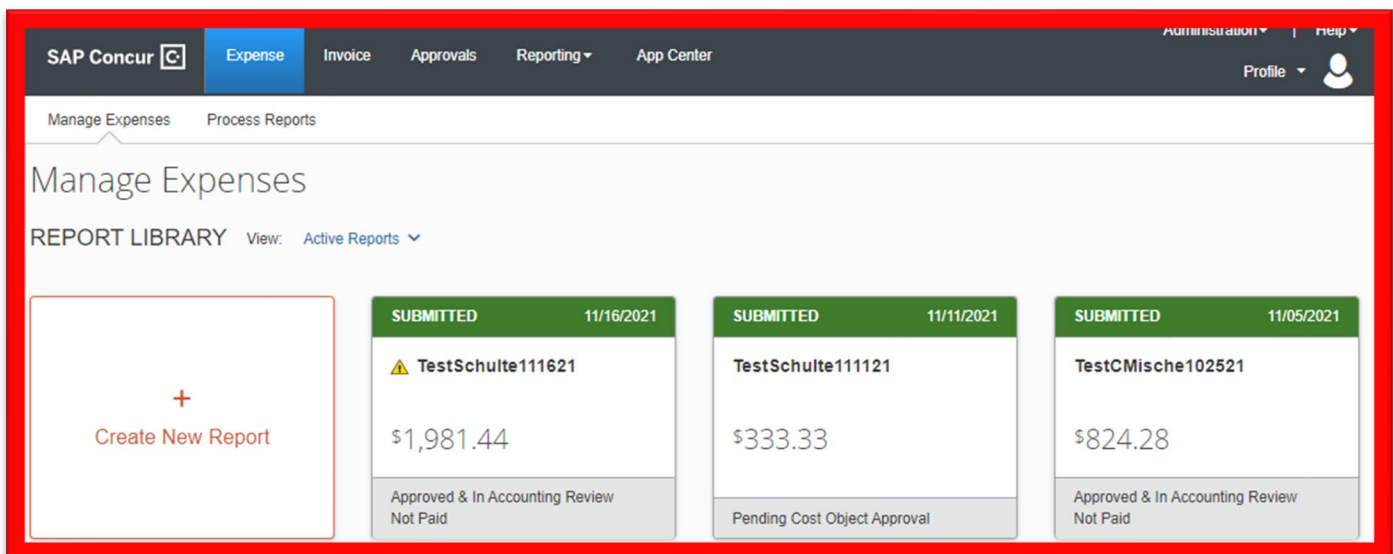 Administration | Help
SAP Concur C Expense Invoice Approvals Reporting App Center
Profile
Manage Expenses Process Reports
Manage Expenses
REPORT LIBRARY View: Active Reports
+
Create New Report
SUBMITTED 11/16/2021
TestSchulte111621
$1,981.44
Approved & In Accounting Review
Not Paid
SUBMITTED 11/11/2021
TestSchulte111121
$333.33
Pending Cost Object Approval
SUBMITTED 11/05/2021
TestCMische102521
$824.28
Approved & In Accounting Review
Not Paid